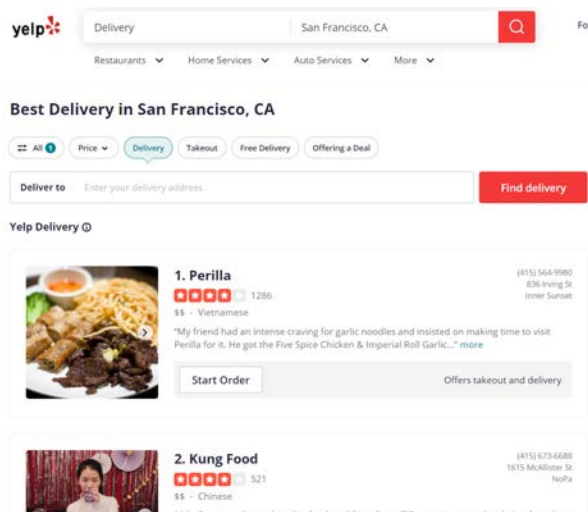 yelp
Delivery
San Francisco, CA
Fo
Restaurants
Home Services
Auto Services
More
Best Delivery in San Francisco, CA
All 1
Price
Delivery
Takeout
Free Delivery
Offering a Deal
Deliver to Enter your delivery address
Find delivery
Yelp Delivery
1. Perilla
(415) 564-9980
1286
836 Irving St
$$ - Vietnamese
Inner Sunset
"My friend had an intense craving for garlic noodles and insisted on making time to visit
Perilla for it. He got the Five Spice Chicken & Imperial Roll Garlic..." more
Start Order
Offers takeout and delivery
2. Kung Food
(415) 673-6688
521
1615 McAllister St
$$ - Chinese
NoPa